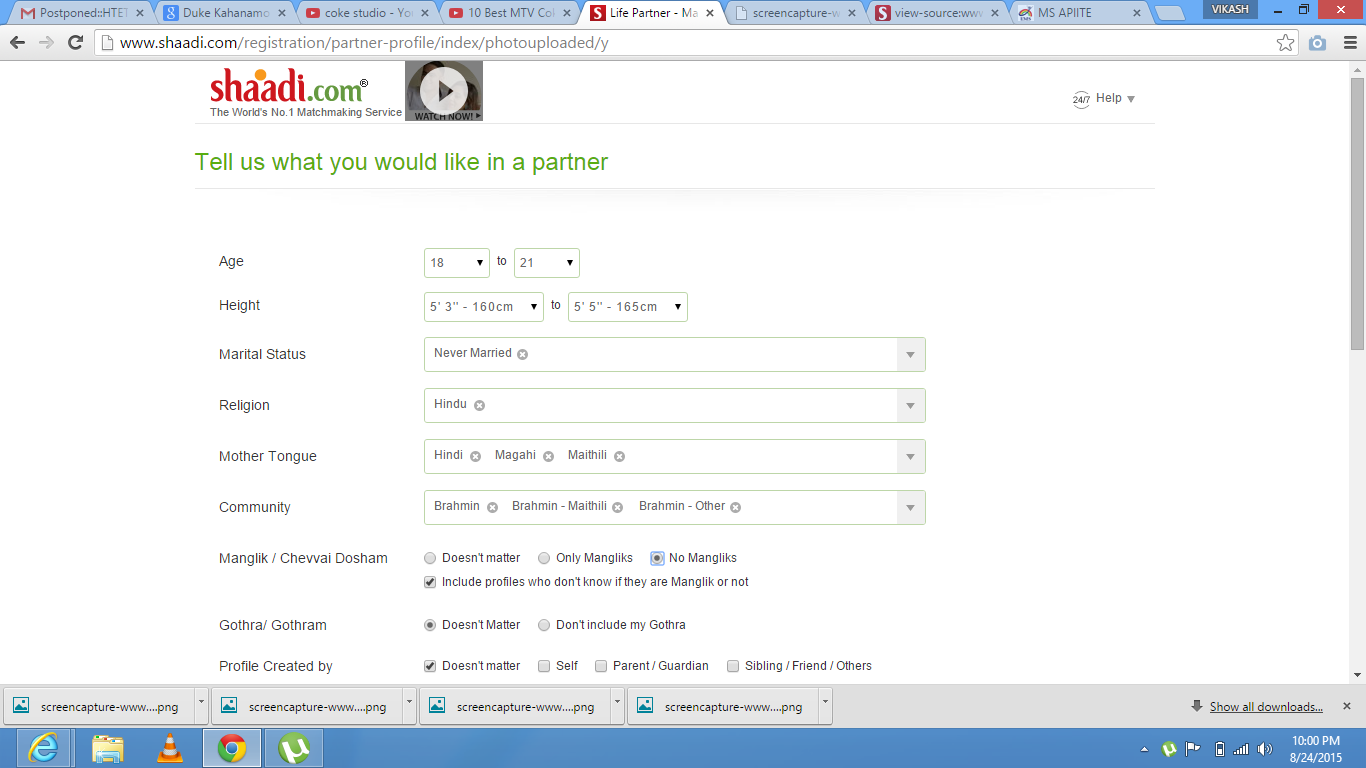 Postponed::HTET Duke Kahanamo coke studio - You 10 Best MTV Col Life Partner - Ma screencapture-w view-source:www MS APIITE VIKASH
www.shaadi.com/registration/partner-profile/index/photouploaded/y
shaadi.com®
The World's No.1 Matchmaking Service
WATCH NOW!
24/7 Help
Tell us what you would like in a partner
Age 18 to 21
Height 5' 3" - 160cm to 5' 5" - 165cm
Marital Status Never Married
Religion Hindu
Mother Tongue Hindi Magahi Maithili
Community Brahmin Brahmin - Maithili Brahmin - Other
Manglik / Chevvai Dosham Doesn't matter Only Mangliks No Mangliks
Include profiles who don't know if they are Manglik or not
Gothra/ Gothram Doesn't Matter Don't include my Gothra
Profile Created by Doesn't matter Self Parent / Guardian Sibling / Friend / Others
screencapture-www....png screencapture-www....png screencapture-www....png screencapture-www....png Show all downloads...
10:00 PM
8/24/2015